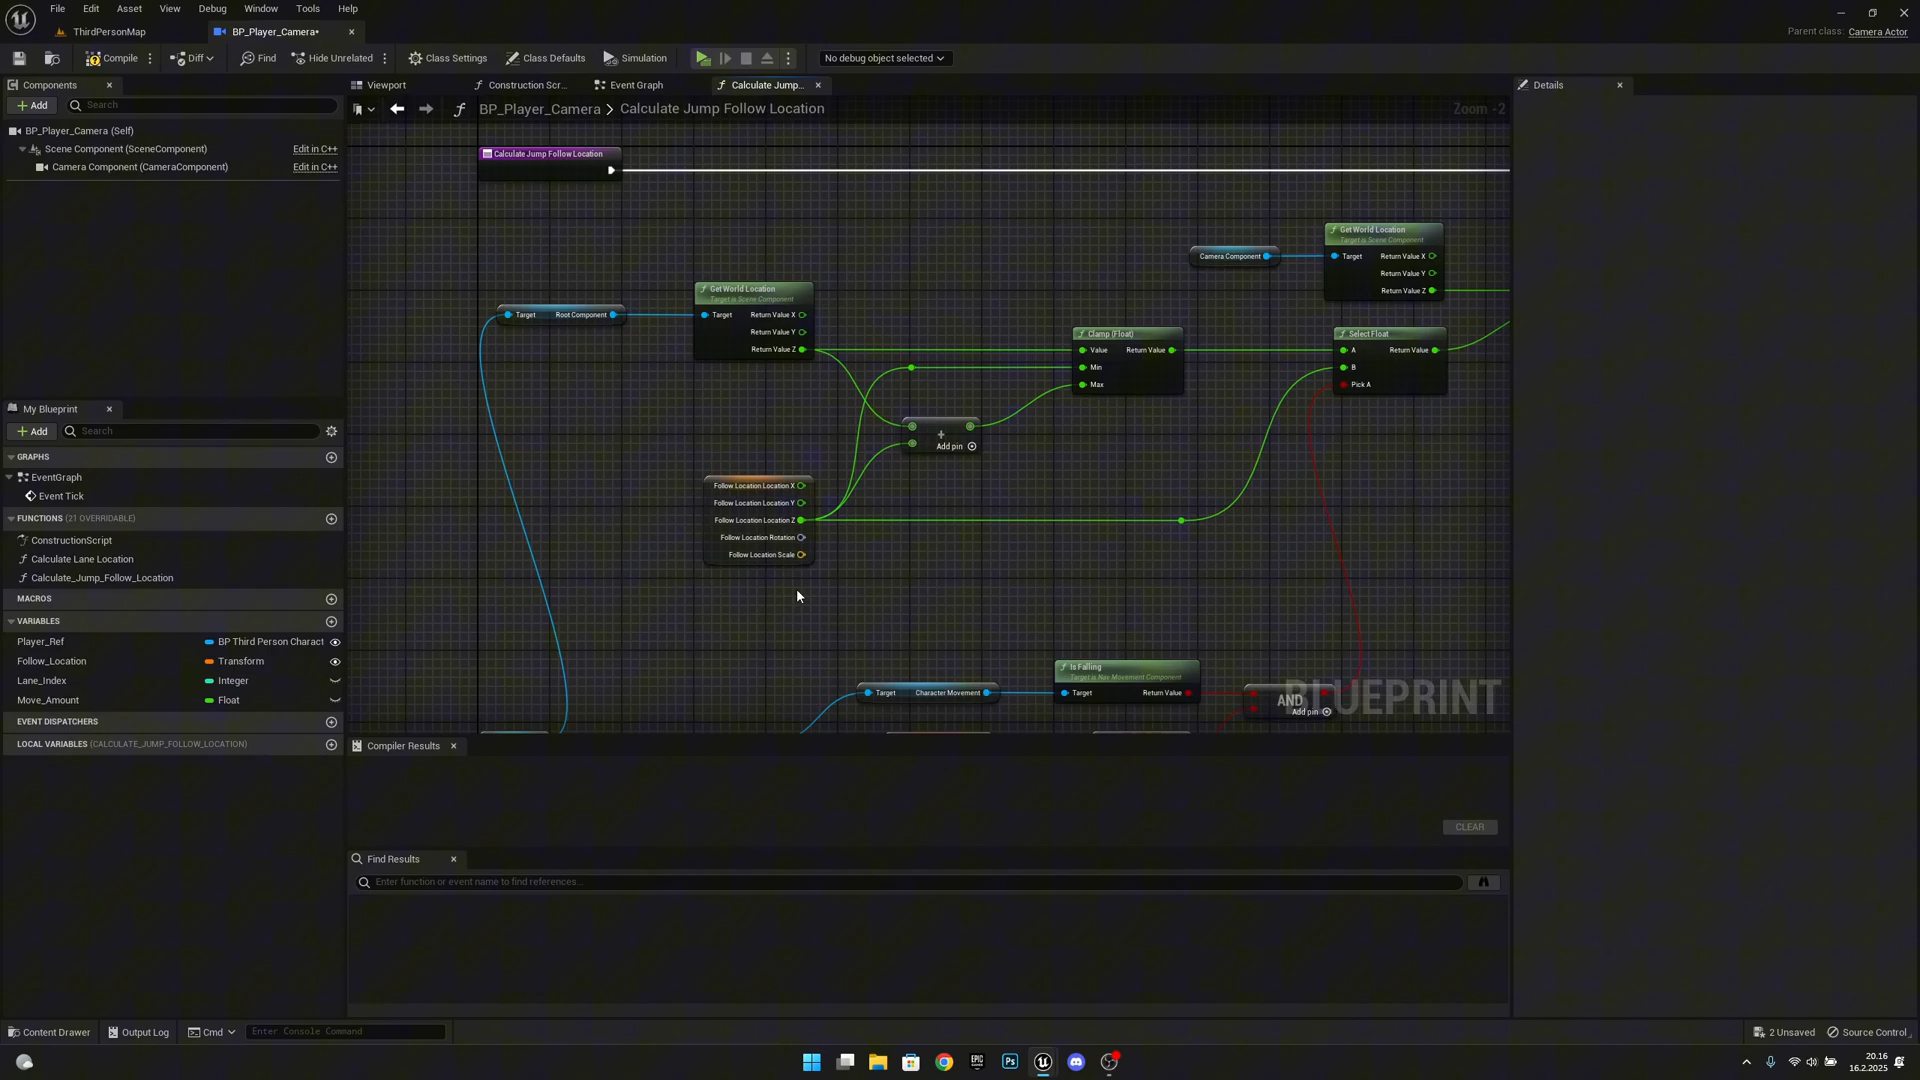 File Edit Asset View Debug Window Tools Help
ThirdPersonMap
BP_Player_Camera*
Parent class: Camera Actor
Compile
Diff
Find
Hide Unrelated
Class Settings
Class Defaults
Simulation
No debug object selected
Components
Add
Search
BP_Player_Camera (Self)
Scene Component (SceneComponent) Edit in C++
Camera Component (CameraComponent) Edit in C++
Viewport
Construction Scr...
Event Graph
Calculate Jump...
BP_Player_Camera > Calculate Jump Follow Location
Zoom -2
Details
Calculate Jump Follow Location
Camera Component
Get World Location
Target is Scene Component
Target Return Value X
Return Value Y
Return Value Z
Target Root Component
Get World Location
Target is Scene Component
Target Return Value X
Return Value Y
Return Value Z
Clamp (Float)
Value Return Value
Min
Max
Select Float
A Return Value
B
Pick A
+
Add pin
Follow Location Location X
Follow Location Location Y
Follow Location Location Z
Follow Location Rotation
Follow Location Scale
Target Character Movement
Is Falling
Target is Nav Movement Component
Target Return Value
AND
Add pin
BLUEPRINT
My Blueprint
Add
Search
GRAPHS
EventGraph
Event Tick
FUNCTIONS (21 OVERRIDABLE)
ConstructionScript
Calculate Lane Location
Calculate_Jump_Follow_Location
MACROS
VARIABLES
Player_Ref BP Third Person Charact
Follow_Location Transform
Lane_Index Integer
Move_Amount Float
EVENT DISPATCHERS
LOCAL VARIABLES (CALCULATE_JUMP_FOLLOW_LOCATION)
Compiler Results
CLEAR
Find Results
Enter function or event name to find references...
Content Drawer
Output Log
Cmd
Enter Console Command
2 Unsaved
Source Control
EPIC
Ps
20.16
16.2.2025